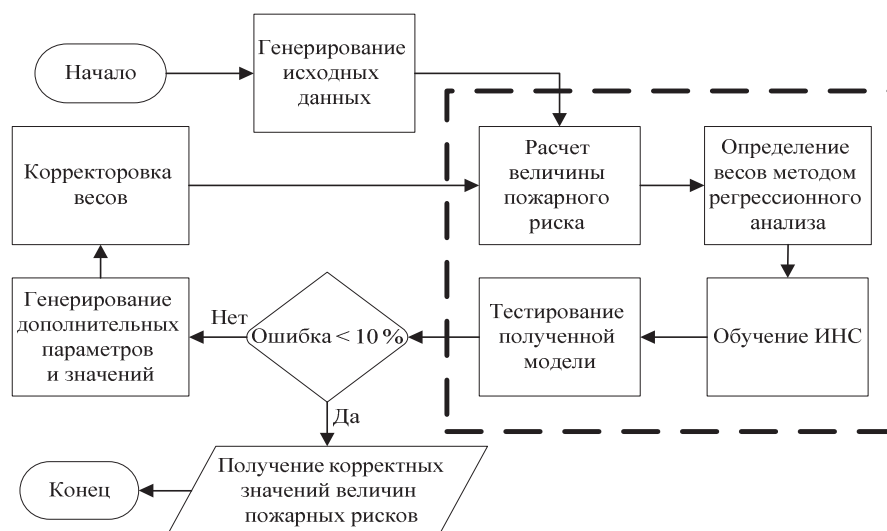 Начало
Генерирование
исходных
данных
Корректоровка
весов
Расчет
величины
пожарного
риска
Определение
весов методом
регрессионного
анализа
Генерирование
дополнительных
параметров
и значений
Нет
Ошибка < 10 %
Тестирование
полученной
модели
Обучение ИНС
Да
Конец
Получение корректных
значений величин
пожарных рисков